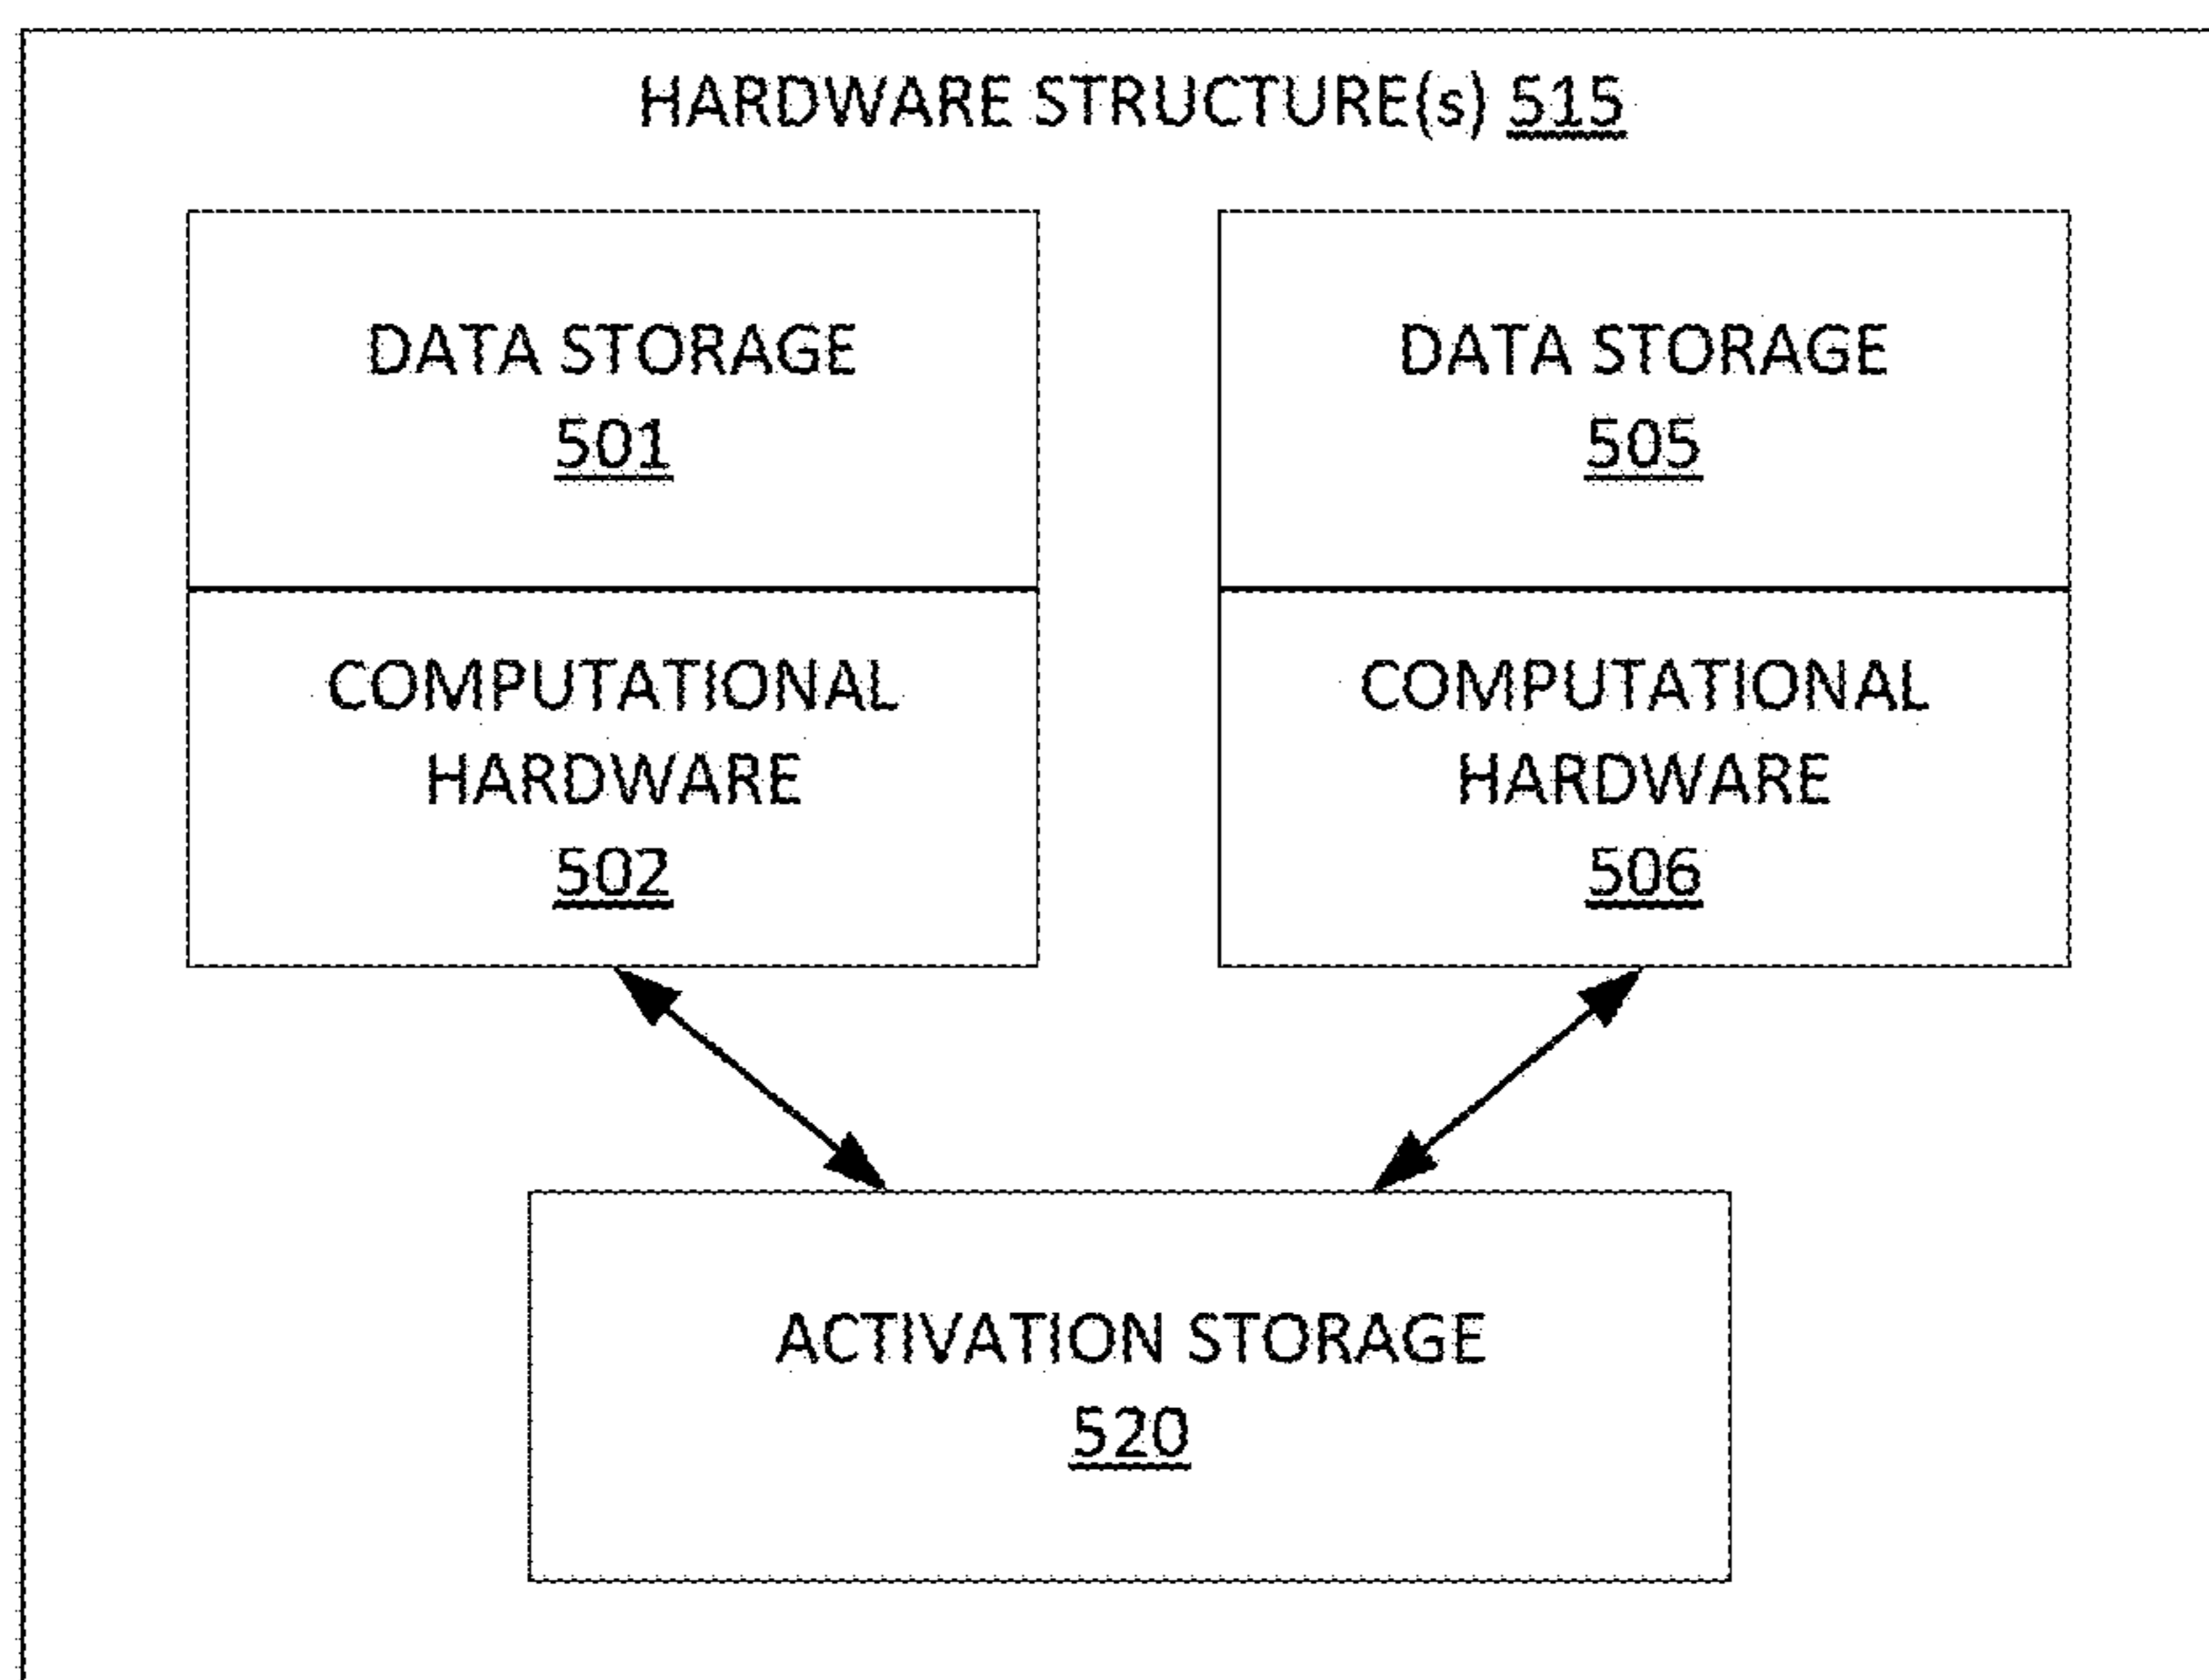 HARDWARE STRUCTURE(s) 515
DATA STORAGE
501
COMPUTATIONAL
HARDWARE
502
DATA STORAGE
505
COMPUTATIONAL
HARDWARE
506
ACTIVATION STORAGE
520